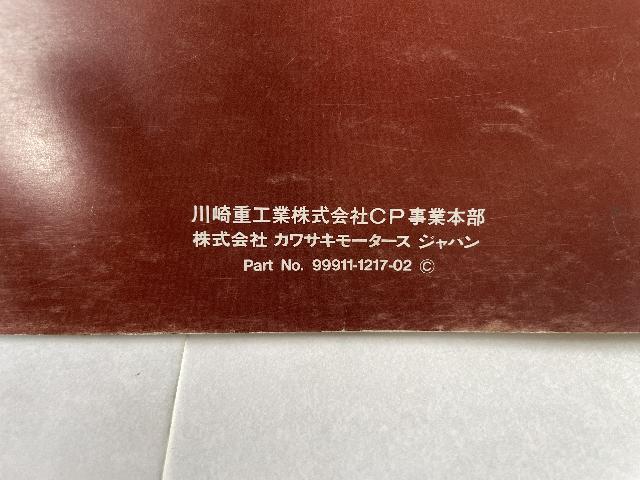 川崎重工業株式会社CP事業本部
株式会社 カワサキモータース ジャパン
Part No. 99911-1217-02 ©